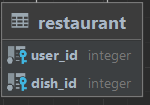 restaurant
user_id integer
dish_id integer